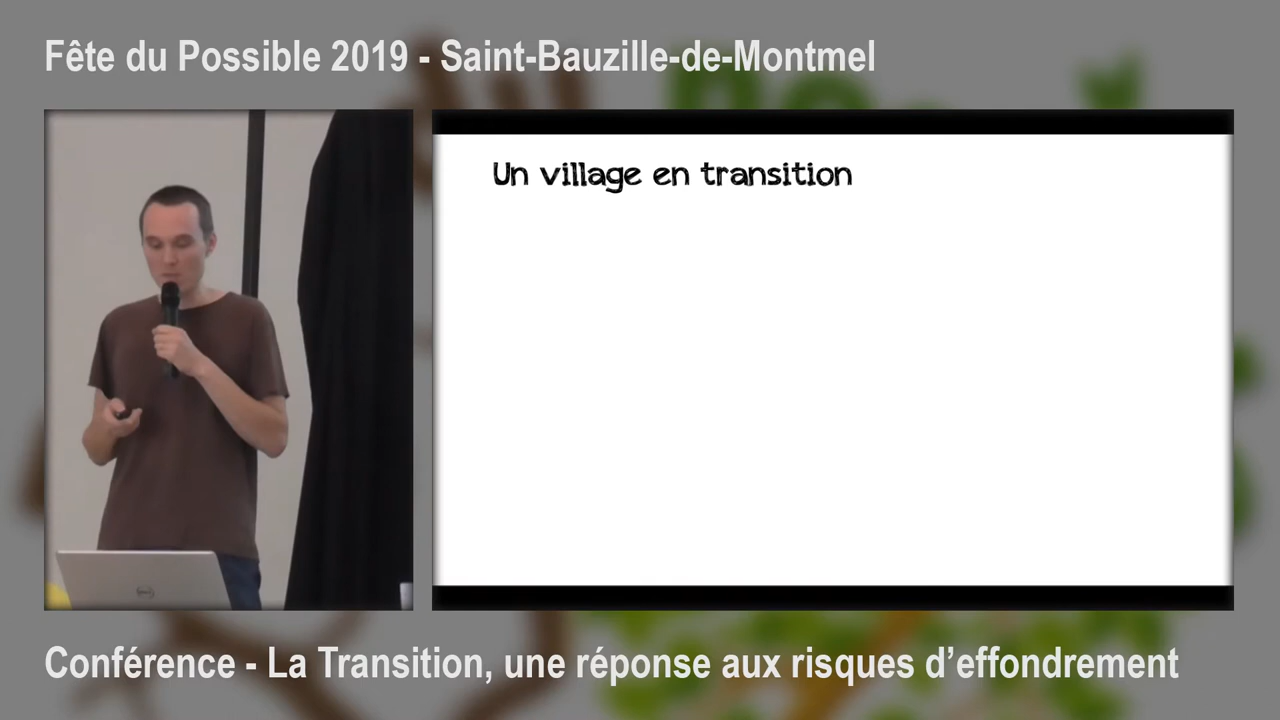 Fête du Possible 2019 - Saint-Bauzille-de-Montmel
Un village en transition
DELL
Conférence - La Transition, une réponse aux risques d’effondrement